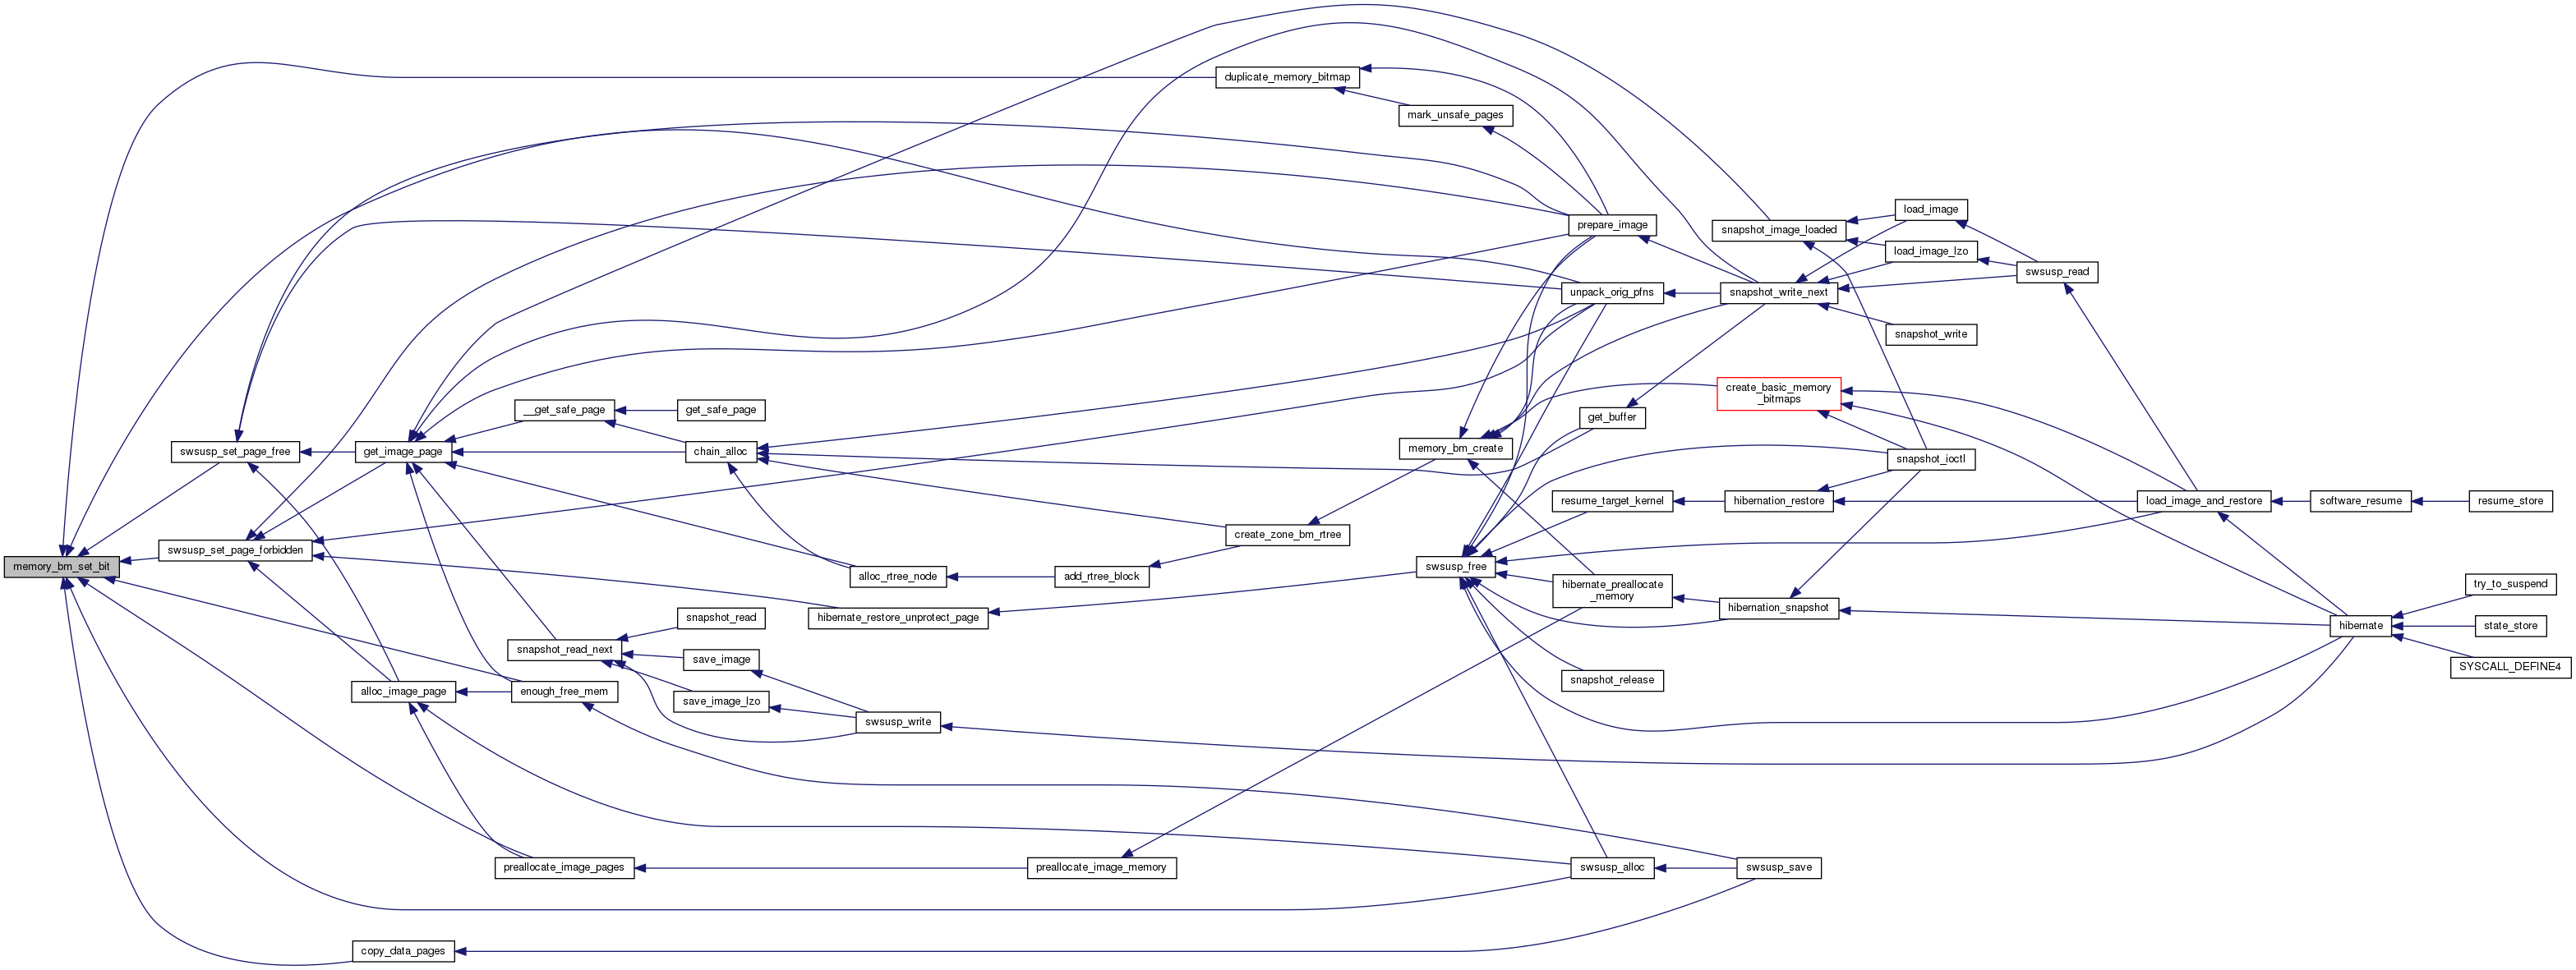 duplicate_memory_bitmap
mark_unsafe_pages
load_image
prepare_image
snapshot_image_loaded
load_image_lzo
swsusp_read
unpack_orig_pfns
snapshot_write_next
snapshot_write
create_basic_memory
_bitmaps
__get_safe_page
get_safe_page
get_buffer
swsusp_set_page_free
get_image_page
chain_alloc
memory_bm_create
snapshot_ioctl
resume_target_kernel
hibernation_restore
load_image_and_restore
software_resume
resume_store
create_zone_bm_rtree
swsusp_set_page_forbidden
memory_bm_set_bit
swsusp_free
alloc_rtree_node
add_rtree_block
hibernate_preallocate
_memory
try_to_suspend
hibernation_snapshot
hibernate_restore_unprotect_page
snapshot_read
hibernate
state_store
snapshot_read_next
save_image
SYSCALL_DEFINE4
snapshot_release
alloc_image_page
enough_free_mem
save_image_lzo
swsusp_write
preallocate_image_pages
preallocate_image_memory
swsusp_alloc
swsusp_save
copy_data_pages